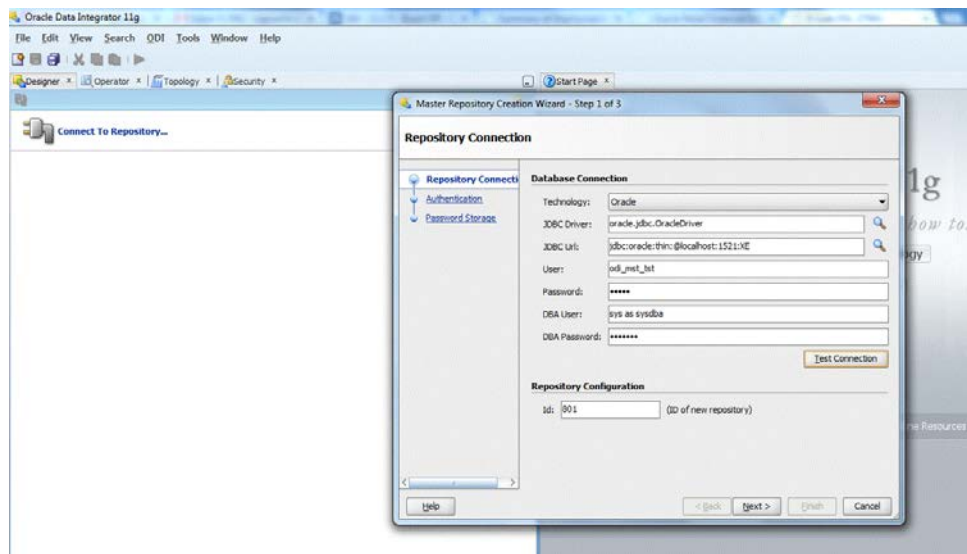 Oracle Data Integrator 11g
File Edit View Search ODI Tools Window Help
Designer x Operator x Topology x Security x
Start Page x
Connect To Repository...
Master Repository Creation Wizard - Step 1 of 3
Repository Connection
Repository Connecti
Authentication
Password Storage
Database Connection
Technology: Oracle
JDBC Driver: oracle.jdbc.OracleDriver
JDBC Url: jdbc:oracle:thin:@localhost:1521:XE
User: odi_mst_tst
Password: •••••
DBA User: sys as sysdba
DBA Password: •••••••
Test Connection
Repository Configuration
Id: 801 (ID of new repository)
Help < Back Next > Finish Cancel
1g
how to
ogy
ne Resources